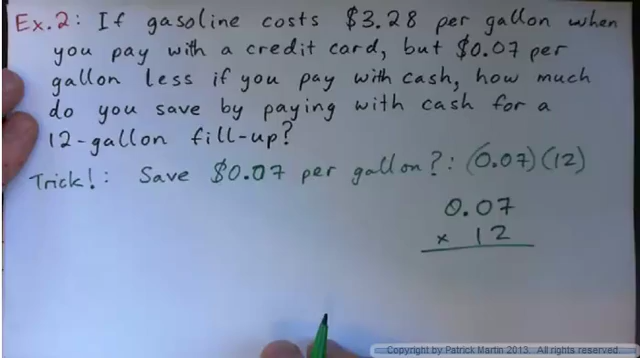 Ex.2: If gasoline costs $3.28 per gallon when
you pay with a credit card, but $0.07 per
gallon less if you pay with cash, how much
do you save by paying with cash for a
12-gallon fill-up?
Trick!: Save $0.07 per gallon?: (0.07)(12)
0.07
x 12
Copyright by Patrick Martin 2013. All rights reserved.